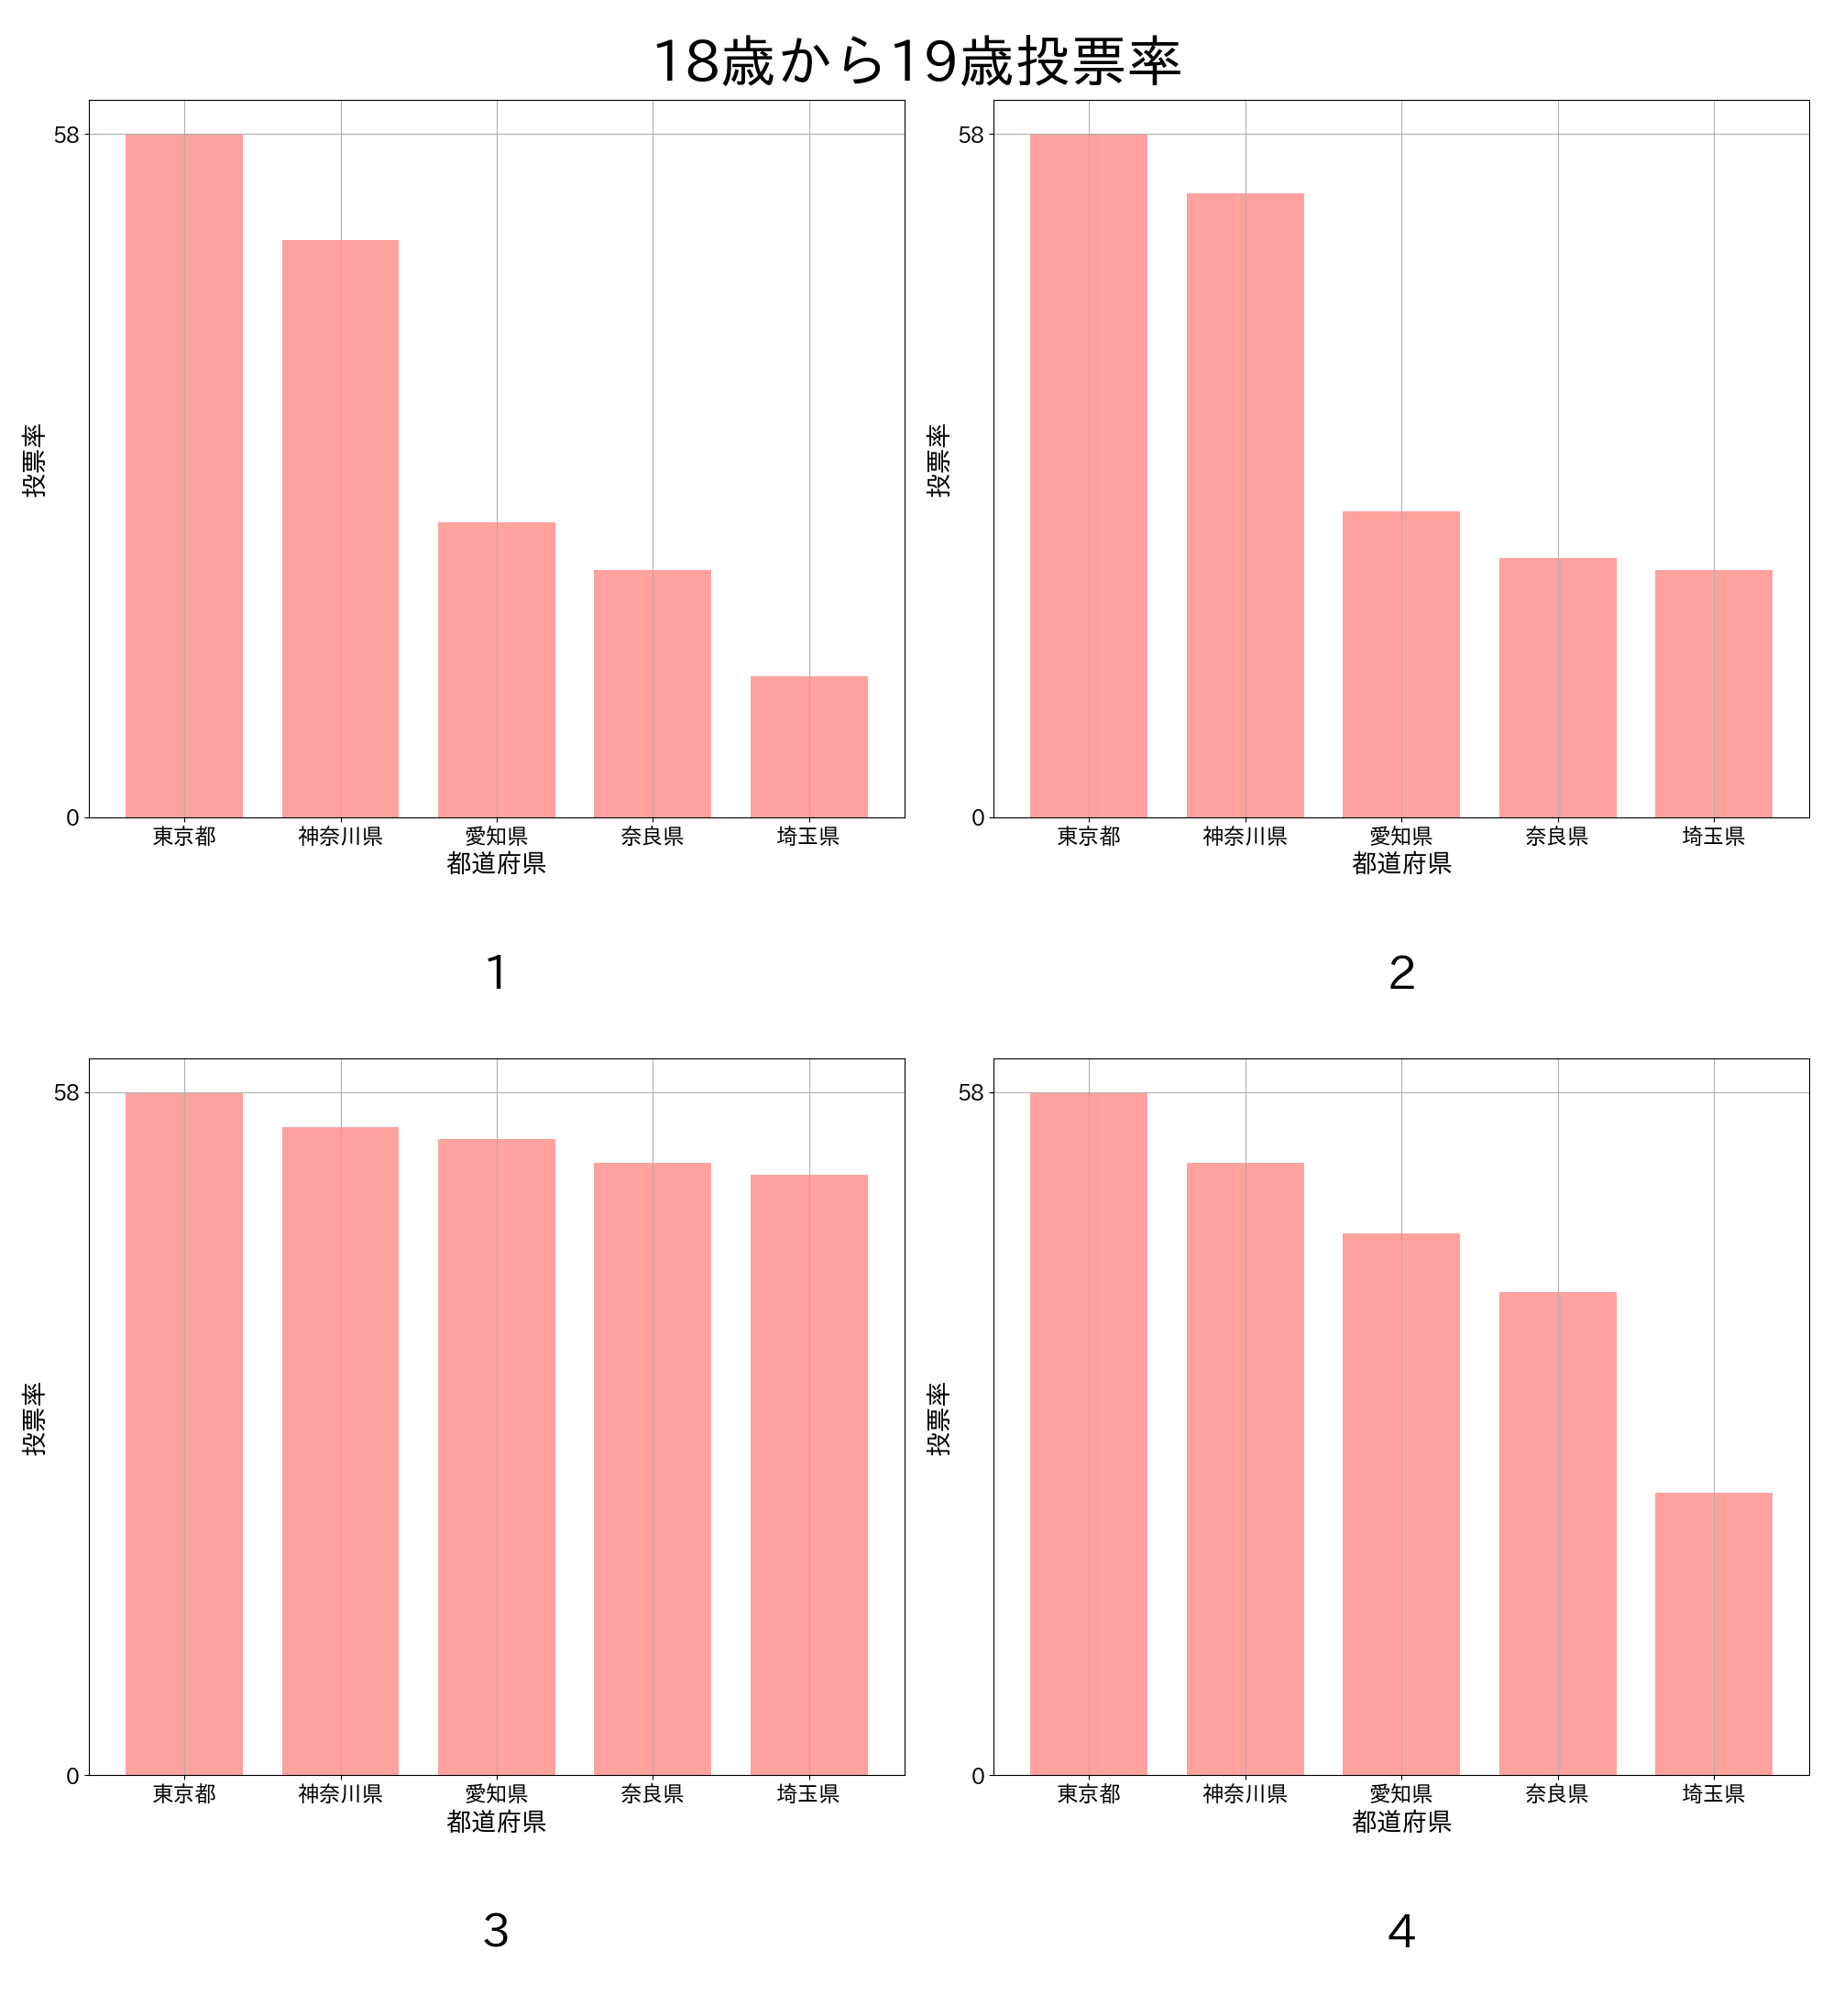 18歳から19歳投票率
58
0
投票率
東京都 神奈川県 愛知県 奈良県 埼玉県
都道府県
1
58
0
投票率
東京都 神奈川県 愛知県 奈良県 埼玉県
都道府県
2
58
0
投票率
東京都 神奈川県 愛知県 奈良県 埼玉県
都道府県
3
58
0
投票率
東京都 神奈川県 愛知県 奈良県 埼玉県
都道府県
4